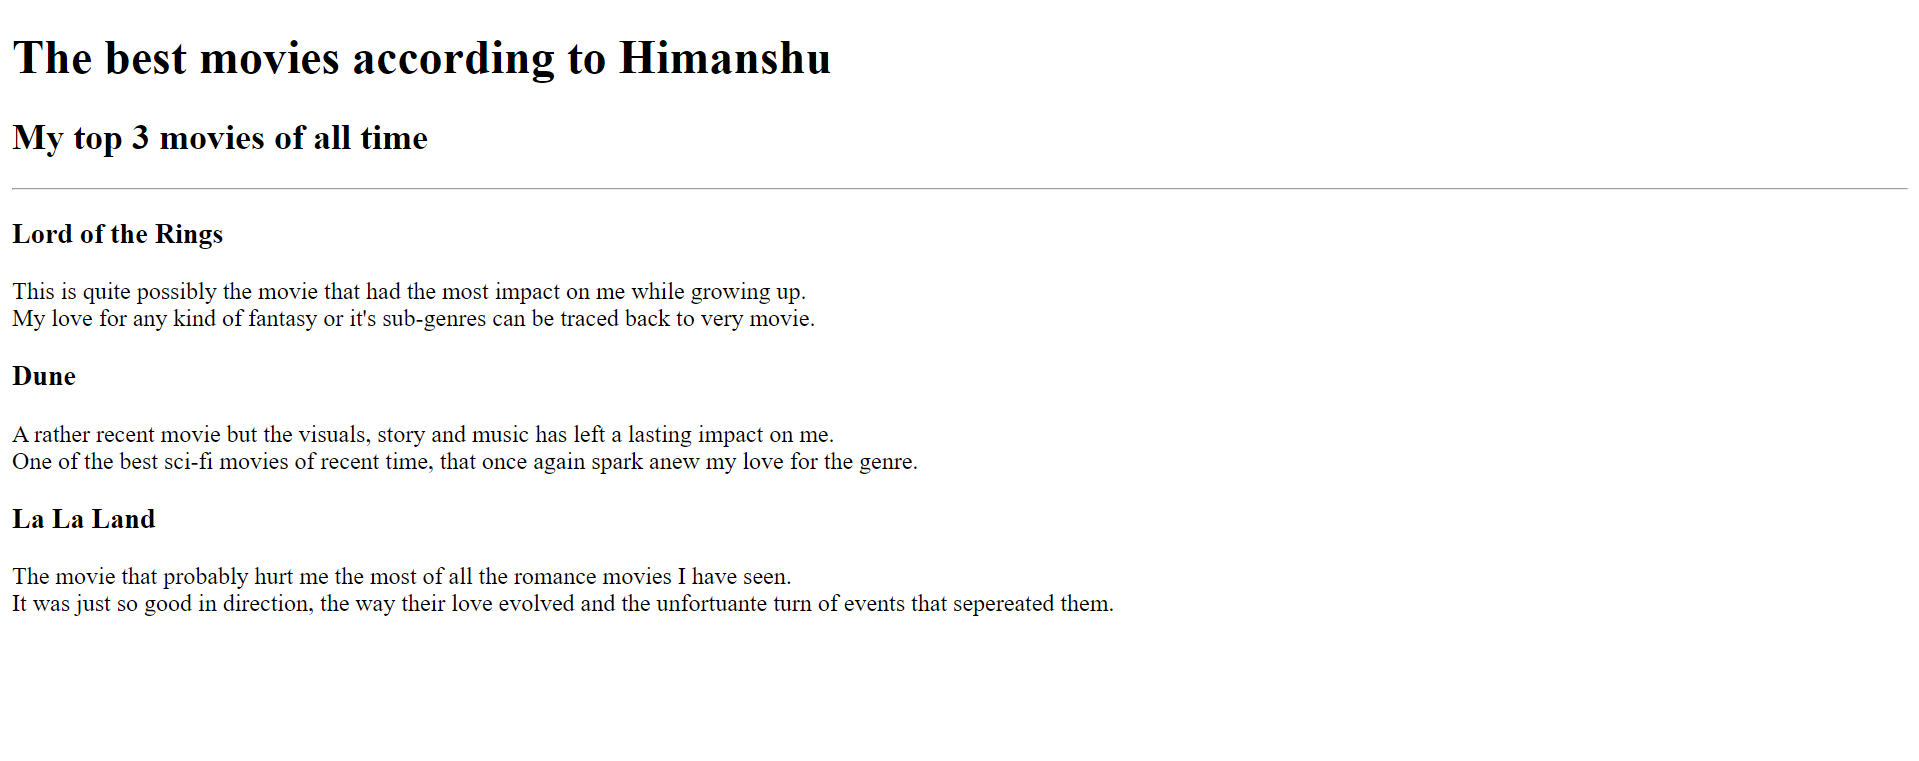 The best movies according to Himanshu
My top 3 movies of all time
Lord of the Rings
This is quite possibly the movie that had the most impact on me while growing up.
My love for any kind of fantasy or it's sub-genres can be traced back to very movie.
Dune
A rather recent movie but the visuals, story and music has left a lasting impact on me.
One of the best sci-fi movies of recent time, that once again spark anew my love for the genre.
La La Land
The movie that probably hurt me the most of all the romance movies I have seen.
It was just so good in direction, the way their love evolved and the unfortuante turn of events that sepereated them.